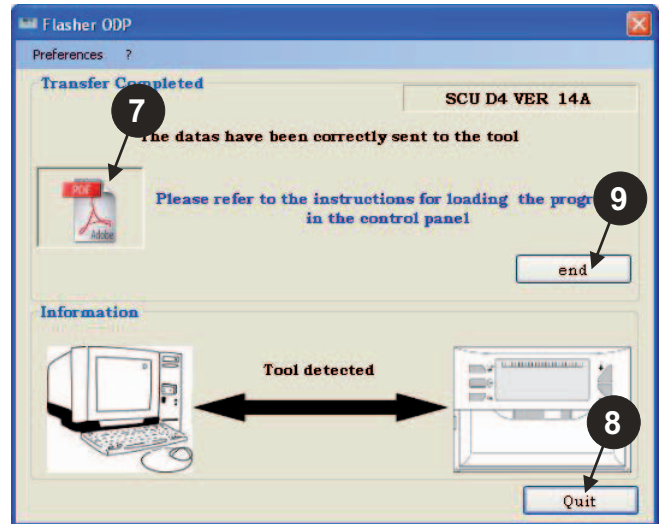 Flasher ODP
Preferences ?
Transfer Completed
SCU D4 VER 14A
7
The datas have been correctly sent to the tool
PDF
Adobe
Please refer to the instructions for loading the progr
in the control panel
9
end
Information
Tool detected
8
Quit